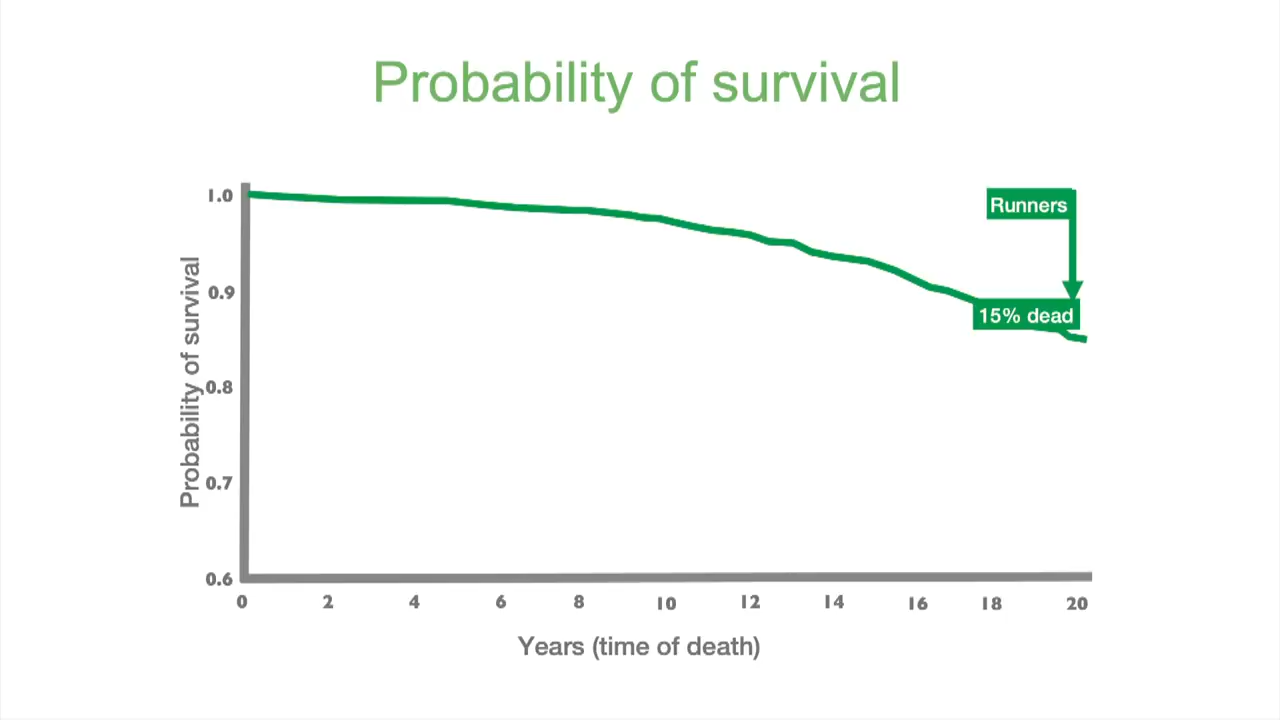 Probability of survival
Probability of survival
1.0
0.9
0.8
0.7
0.6
Runners
15% dead
0 2 4 6 8 10 12 14 16 18 20
Years (time of death)